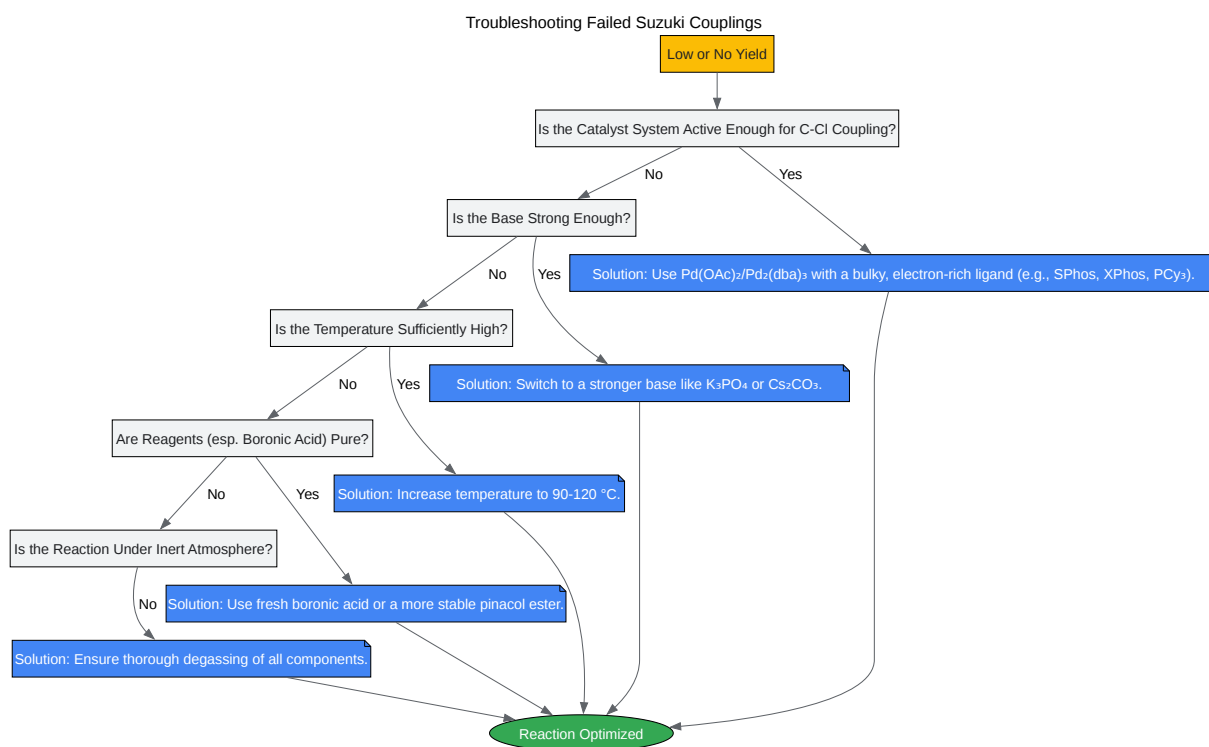 Troubleshooting Failed Suzuki Couplings
Low or No Yield
Is the Catalyst System Active Enough for C-Cl Coupling?
No
Yes
Is the Base Strong Enough?
Solution: Use Pd(OAc)₂/Pd₂(dba)₃ with a bulky, electron-rich ligand (e.g., SPhos, XPhos, PCy₃).
No
Yes
Is the Temperature Sufficiently High?
Solution: Switch to a stronger base like K₃PO₄ or Cs₂CO₃.
No
Yes
Are Reagents (esp. Boronic Acid) Pure?
Solution: Increase temperature to 90-120 °C.
No
Yes
Is the Reaction Under Inert Atmosphere?
Solution: Use fresh boronic acid or a more stable pinacol ester.
No
Solution: Ensure thorough degassing of all components.
Reaction Optimized